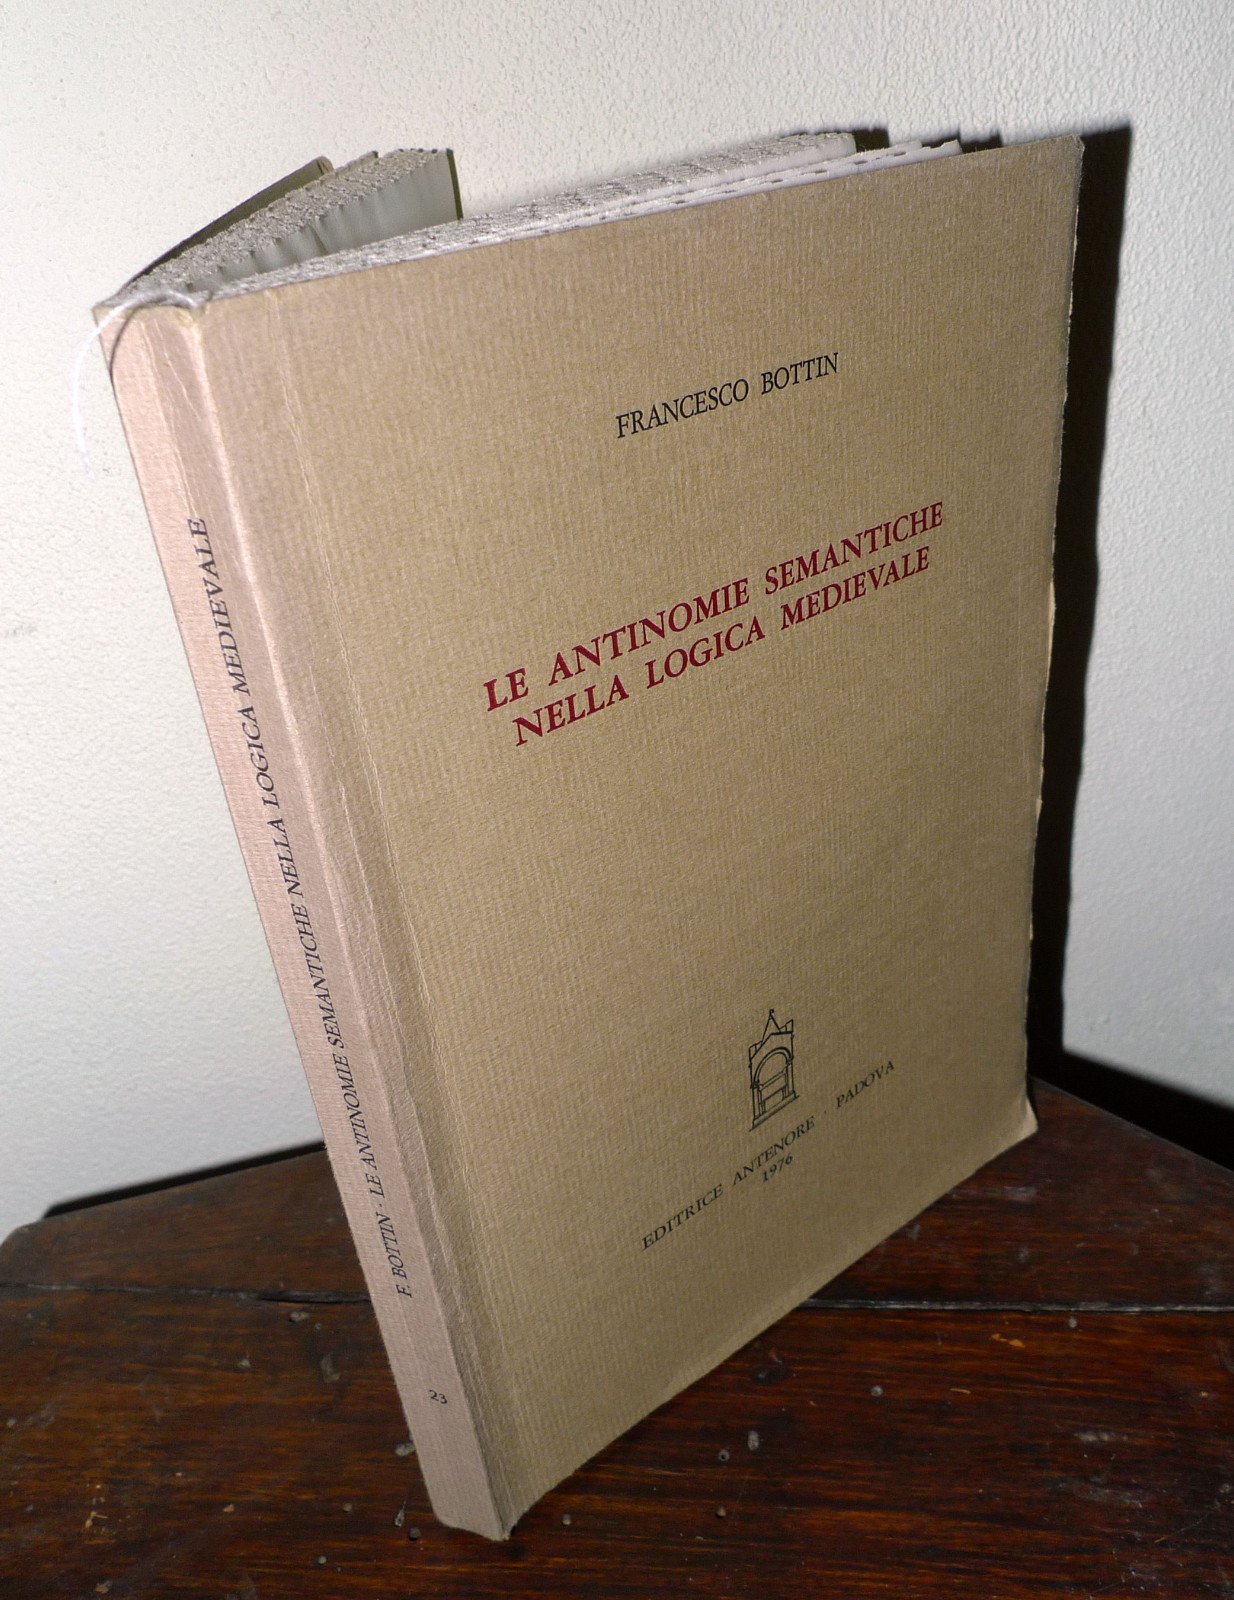 FRANCESCO BOTTIN
LE ANTINOMIE SEMANTICHE
NELLA LOGICA MEDIEVALE
EDITRICE ANTENORE · PADOVA
1976
F. BOTTIN · LE ANTINOMIE SEMANTICHE NELLA LOGICA MEDIEVALE
23